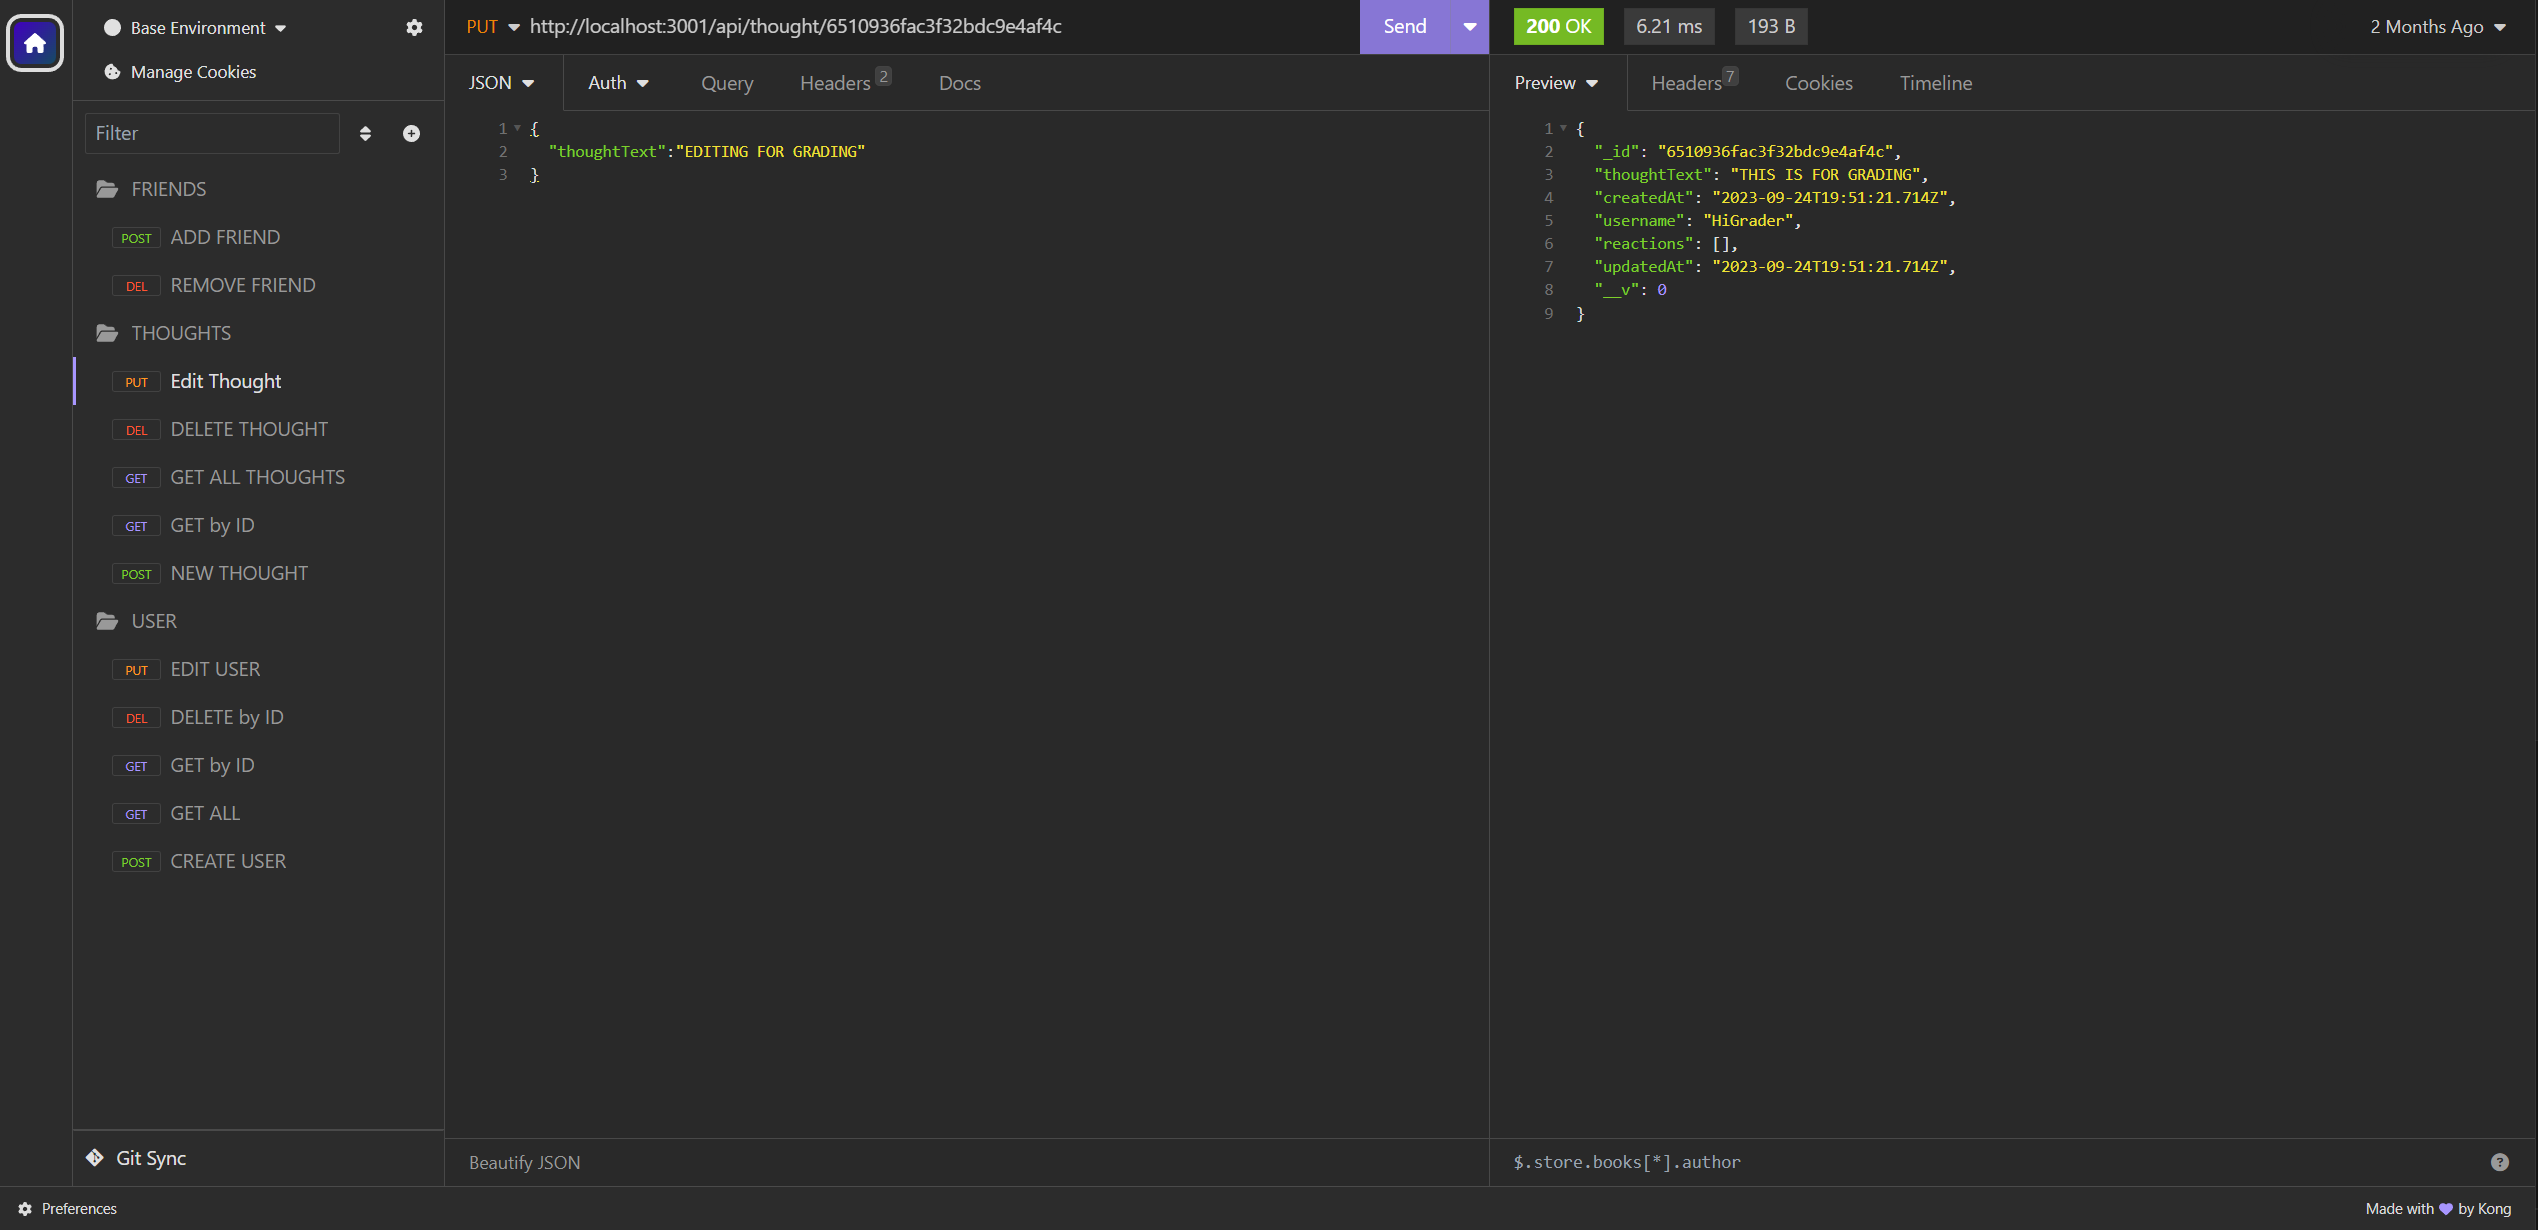 Base Environment
Manage Cookies
Filter
FRIENDS
POST ADD FRIEND
DEL REMOVE FRIEND
THOUGHTS
PUT Edit Thought
DEL DELETE THOUGHT
GET GET ALL THOUGHTS
GET GET by ID
POST NEW THOUGHT
USER
PUT EDIT USER
DEL DELETE by ID
GET GET by ID
GET GET ALL
POST CREATE USER
Git Sync
Preferences
PUT http://localhost:3001/api/thought/6510936fac3f32bdc9e4af4c Send
JSON Auth Query Headers 2 Docs
1 {
2 "thoughtText":"EDITING FOR GRADING"
3 }
Beautify JSON
200 OK 6.21 ms 193 B 2 Months Ago
Preview Headers 7 Cookies Timeline
1 {
2 "_id": "6510936fac3f32bdc9e4af4c",
3 "thoughtText": "THIS IS FOR GRADING",
4 "createdAt": "2023-09-24T19:51:21.714Z",
5 "username": "HiGrader",
6 "reactions": [],
7 "updatedAt": "2023-09-24T19:51:21.714Z",
8 "__v": 0
9 }
$.store.books[*].author ?
Made with 💜 by Kong